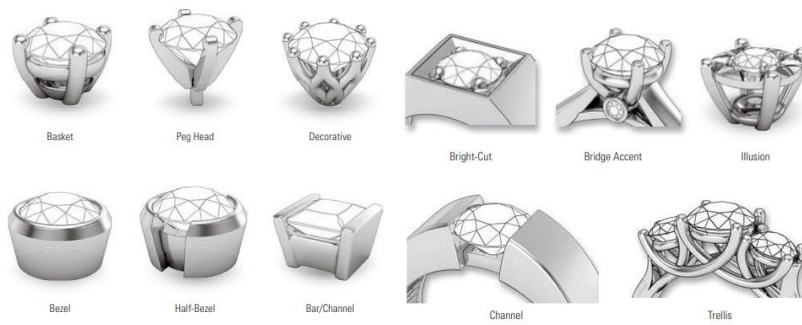 Basket
Peg Head
Decorative
Bright-Cut
Bridge Accent
Illusion
Bezel
Half-Bezel
Bar/Channel
Channel
Trellis